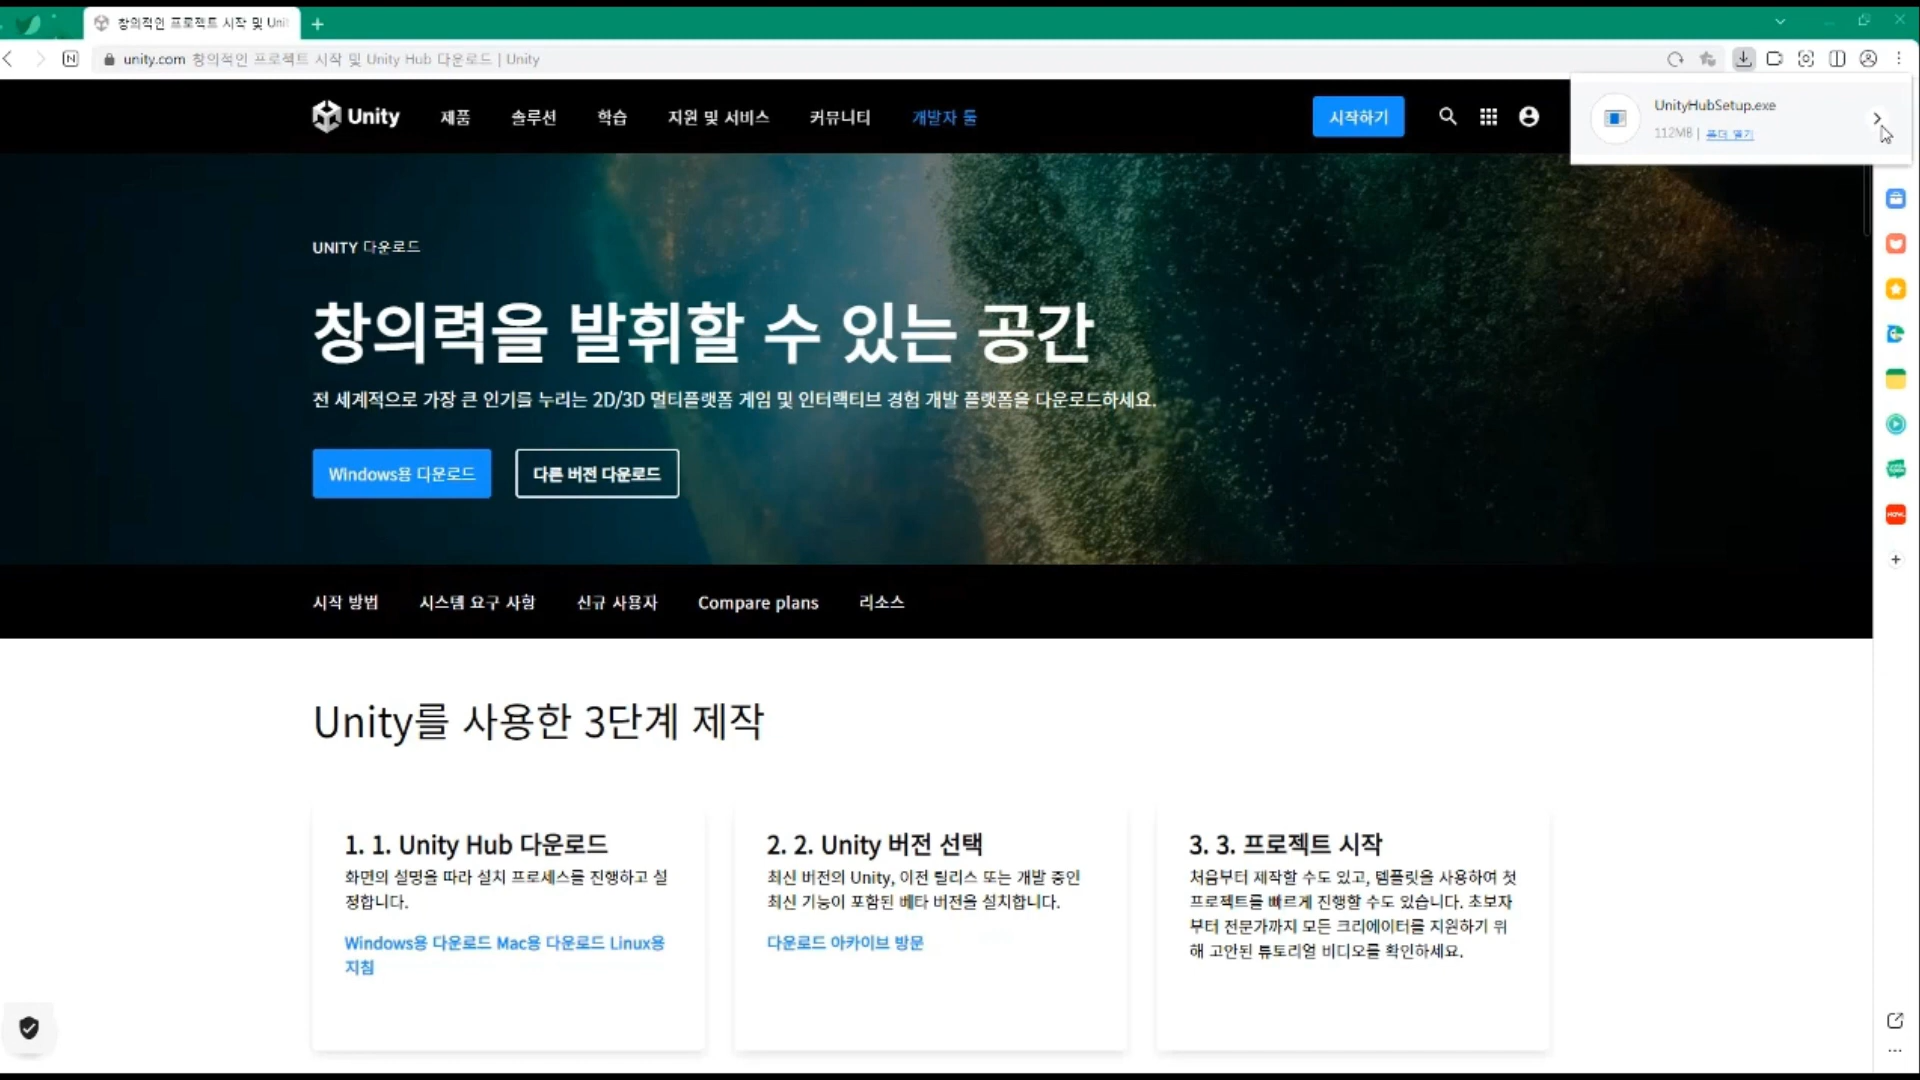 창의적인 프로젝트 시작 및 Unit
unity.com 창의적인 프로젝트 시작 및 Unity Hub 다운로드 | Unity
UnityHubSetup.exe
112MB | 폴더 열기
Unity 제품 솔루션 학습 지원 및 서비스 커뮤니티 개발자 툴 시작하기
UNITY 다운로드
창의력을 발휘할 수 있는 공간
전 세계적으로 가장 큰 인기를 누리는 2D/3D 멀티플랫폼 게임 및 인터랙티브 경험 개발 플랫폼을 다운로드하세요.
Windows용 다운로드 다른 버전 다운로드
시작 방법 시스템 요구 사항 신규 사용자 Compare plans 리소스
Unity를 사용한 3단계 제작
1. 1. Unity Hub 다운로드
화면의 설명을 따라 설치 프로세스를 진행하고 설
정합니다.
Windows용 다운로드 Mac용 다운로드 Linux용
지침
2. 2. Unity 버전 선택
최신 버전의 Unity, 이전 릴리스 또는 개발 중인
최신 기능이 포함된 베타 버전을 설치합니다.
다운로드 아카이브 방문
3. 3. 프로젝트 시작
처음부터 제작할 수도 있고, 템플릿을 사용하여 첫
프로젝트를 빠르게 진행할 수도 있습니다. 초보자
부터 전문가까지 모든 크리에이터를 지원하기 위
해 고안된 튜토리얼 비디오를 확인하세요.